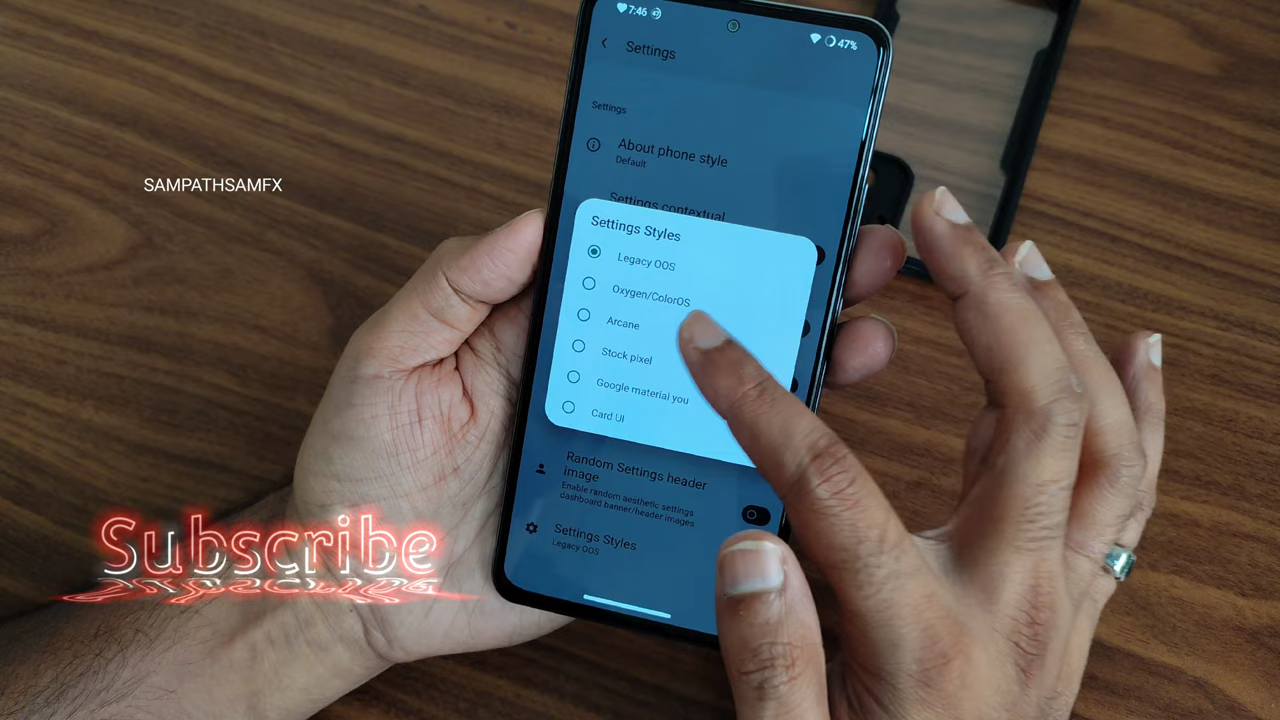 7:46
47%
Settings
Settings
About phone style
Default
Settings contextual
Settings Styles
Legacy OOS
Oxygen/ColorOS
Arcane
Stock pixel
Google material you
Card UI
Random Settings header
image
Enable random aesthetic settings
dashboard banner/header images
Settings Styles
Legacy OOS
SAMPATHSAMFX
Subscribe